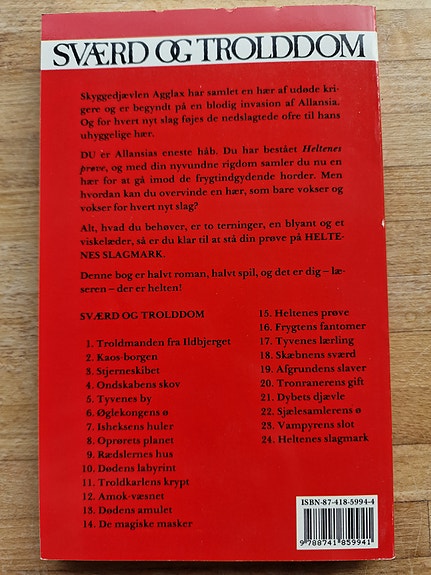 SVÆRD OG TROLDDOM
Skyggedjævlen Agglax har samlet en hær af udøde kri-
gere og er begyndt på en blodig invasion af Allansia.
Og for hvert nyt slag føjes de nedslagtede ofre til hans
uhyggelige hær.
DU er Allansias eneste håb. Du har bestået Heltenes
prøve, og med din nyvundne rigdom samler du nu en
hær for at gå imod de frygtindgydende horder. Men
hvordan kan du overvinde en hær, som bare vokser og
vokser for hvert nyt slag?
Alt, hvad du behøver, er to terninger, en blyant og et
viskelæder, så er du klar til at stå din prøve på HELTE-
NES SLAGMARK.
Denne bog er halvt roman, halvt spil, og det er dig – læ-
seren – der er helten!
SVÆRD OG TROLDDOM
1. Troldmanden fra Ildbjerget
2. Kaos-borgen
3. Stjerneskibet
4. Ondskabens skov
5. Tyvenes by
6. Øglekongens ø
7. Isheksens huler
8. Oprørets planet
9. Rædslernes hus
10. Dødens labyrint
11. Troldkarlens krypt
12. Amok-væsnet
13. Dødens amulet
14. De magiske masker
15. Heltenes prøve
16. Frygtens fantomer
17. Tyvenes lærling
18. Skæbnens sværd
19. Afgrundens slaver
20. Tronranerens gift
21. Dybets djævle
22. Sjælesamlerens ø
23. Vampyrens slot
24. Heltenes slagmark
ISBN-87-418-5994-4
9 788741 859941